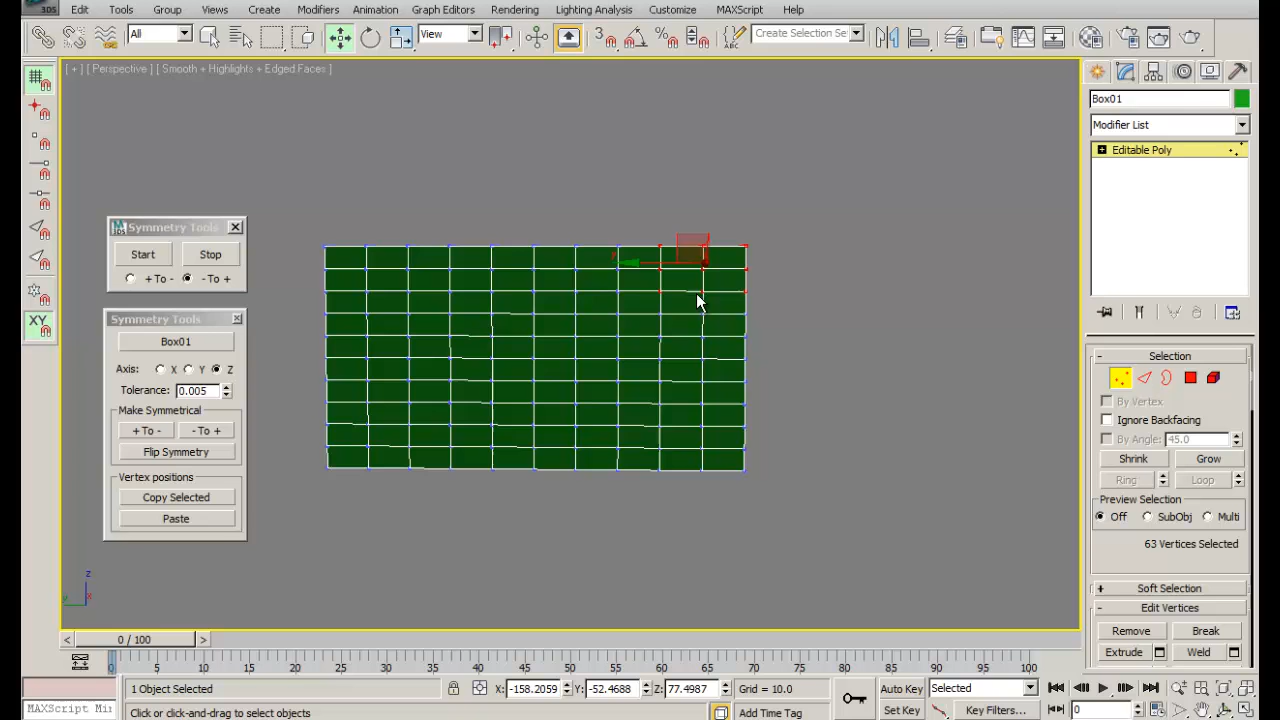 3DS Edit Tools Group Views Create Modifiers Animation Graph Editors Rendering Lighting Analysis Customize MAXScript Help
All View 3 Create Selection Se
[ + ] [ Perspective ] [ Smooth + Highlights + Edged Faces ]
Box01
Modifier List
Editable Poly
Symmetry Tools
Start Stop
+ To - - To +
XY
Symmetry Tools
Box01
Axis: X Y Z
Tolerance: 0.005
Make Symmetrical
+ To - - To +
Flip Symmetry
Vertex positions
Copy Selected
Paste
Selection
By Vertex
Ignore Backfacing
By Angle: 45.0
Shrink Grow
Ring Loop
Preview Selection
Off SubObj Multi
63 Vertices Selected
Soft Selection
Edit Vertices
Remove Break
Extrude Weld
z
x
y
0 / 100
0 5 10 15 20 25 30 35 40 45 50 55 60 65 70 75 80 85 90 95 100
1 Object Selected X: -158.2059 Y: -52.4688 Z: 77.4987 Grid = 10.0 Auto Key Selected
MAXScript Mi Click or click-and-drag to select objects Add Time Tag Set Key Key Filters... 0